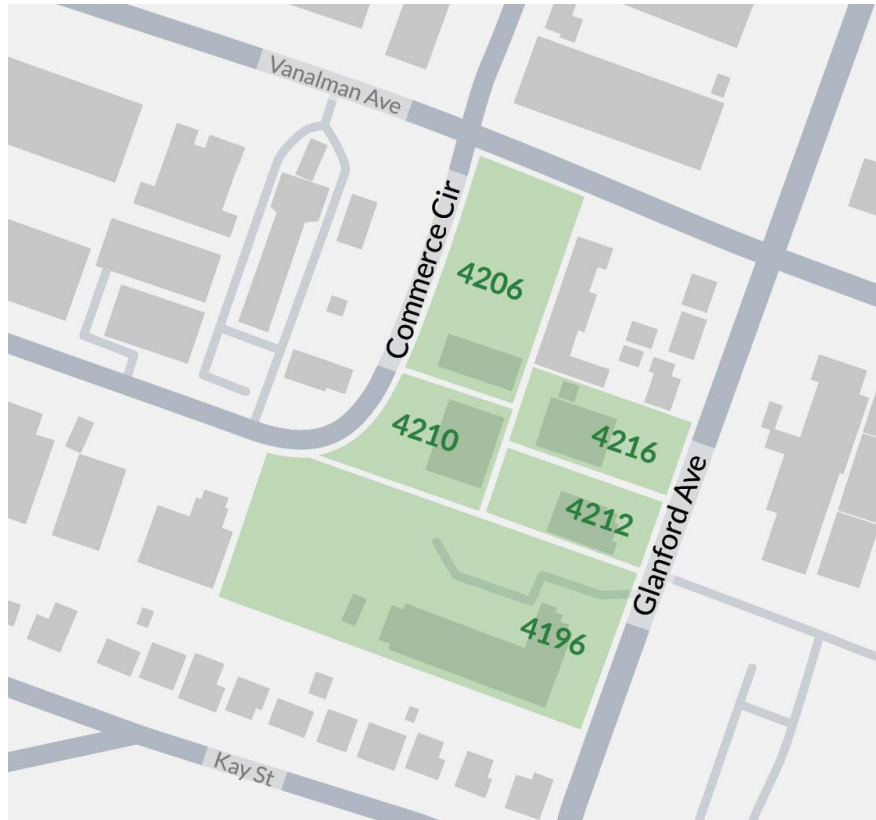 Vanalman Ave
Commerce Cir
4206
4210
4216
4212
Glanford Ave
4196
Kay St